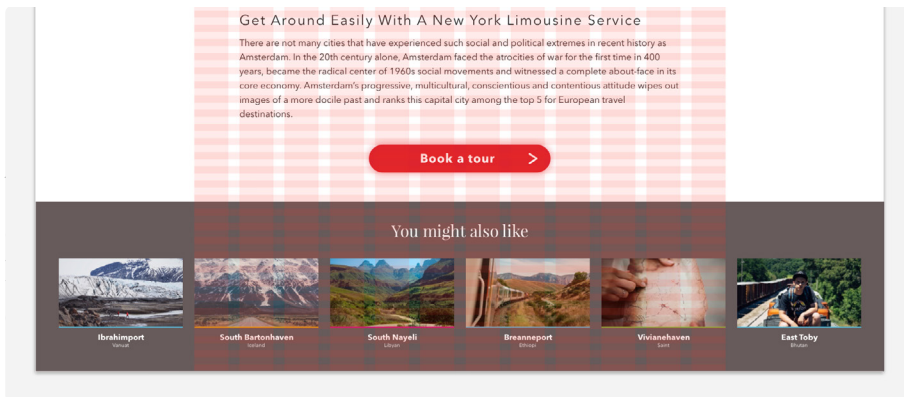 Get Around Easily With A New York Limousine Service
There are not many cities that have experienced such social and political extremes in recent history as
Amsterdam. In the 20th century alone, Amsterdam faced the atrocities of war for the first time in 400
years, became the radical center of 1960s social movements and witnessed a complete about-face in its
core economy. Amsterdam's progressive, multicultural, conscientious and contentious attitude wipes out
images of a more docile past and ranks this capital city among the top 5 for European travel
destinations.
Book a tour >
You might also like
Ibrahimport
Vanuat
South Bartonhaven
Iceland
South Nayeli
Libyan
Breanneport
Ethiopi
Vivianehaven
Saint
East Toby
Bhutan